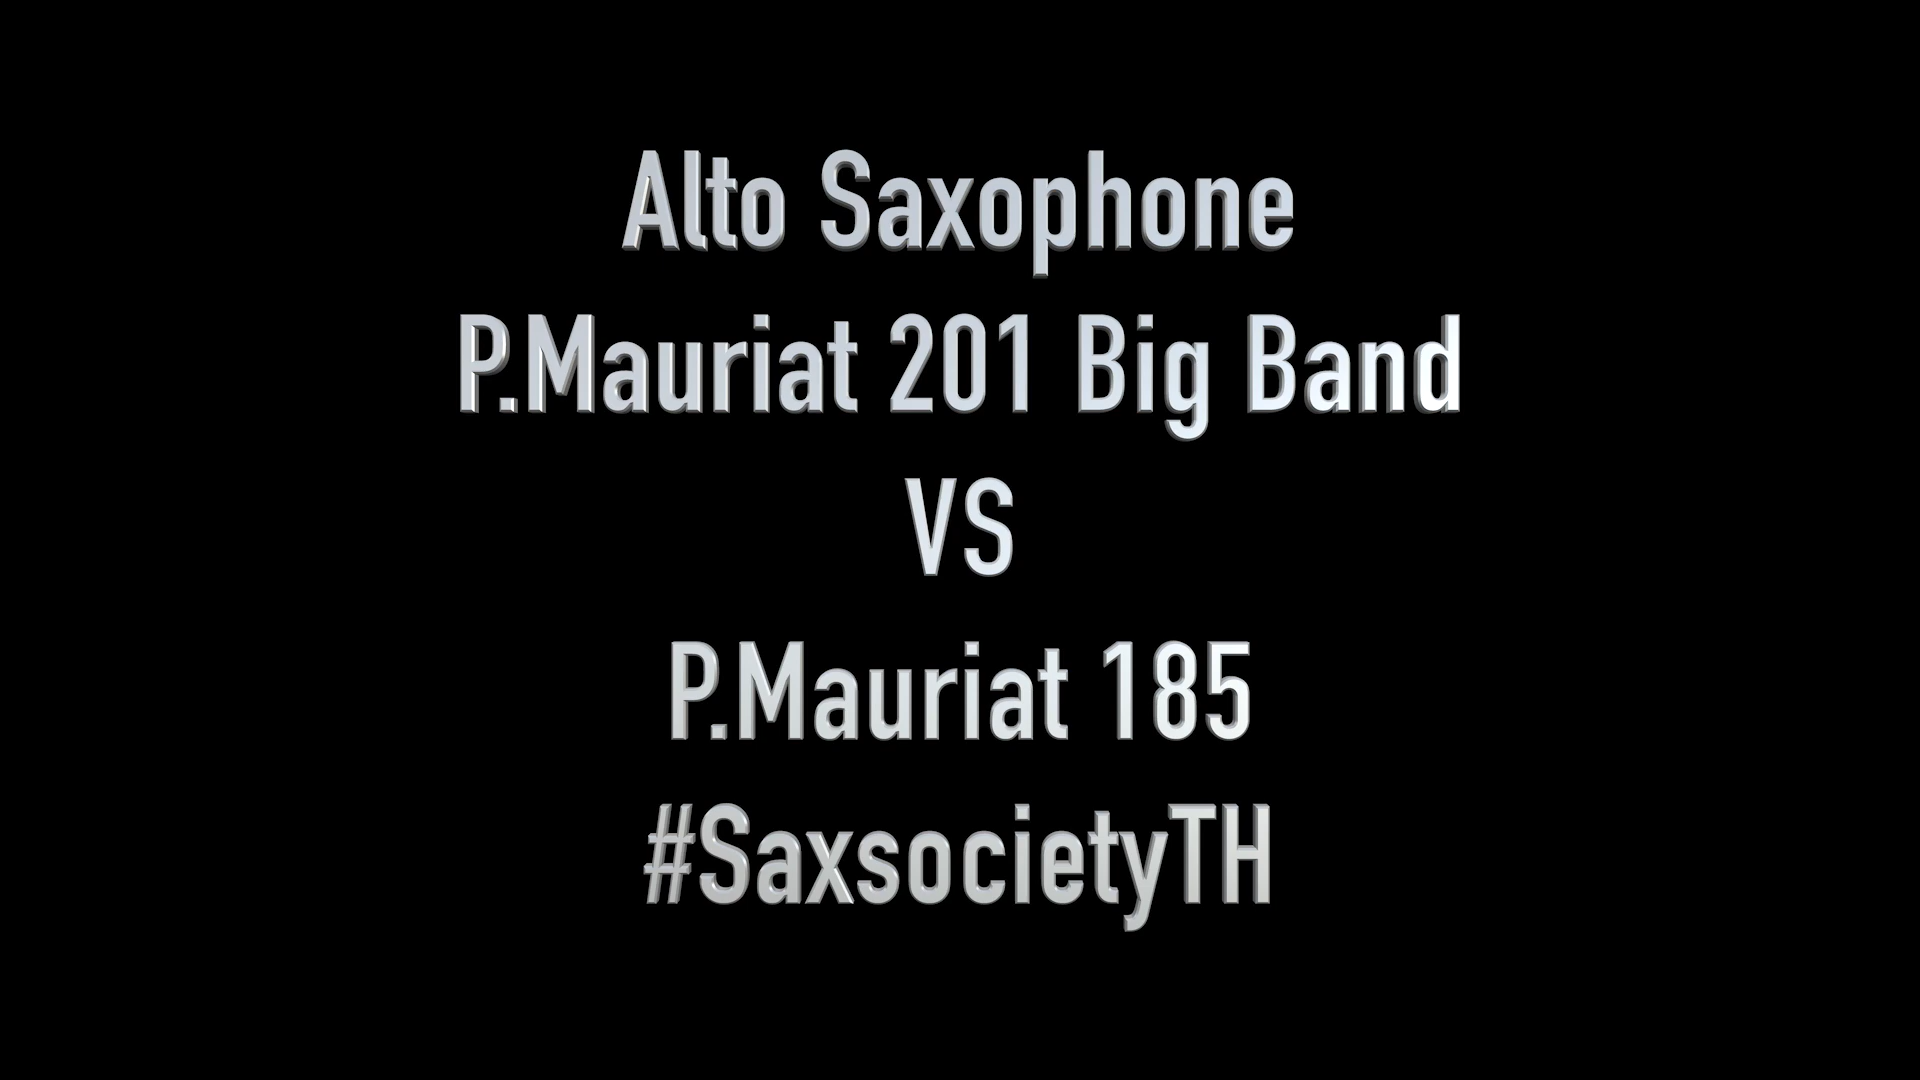 Alto Saxophone
P.Mauriat 201 Big Band
VS
P.Mauriat 185
#SaxsocietyTH